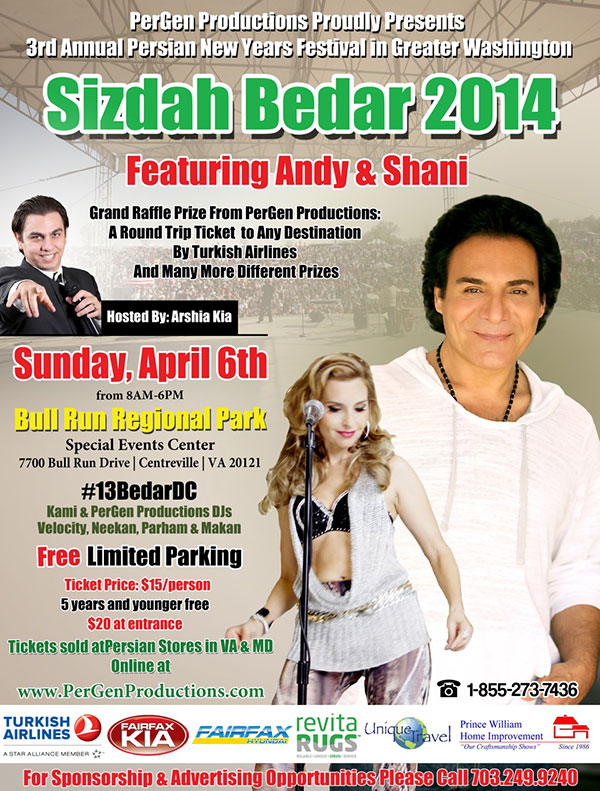 PerGen Productions Proudly Presents
3rd Annual Persian New Years Festival in Greater Washington
Sizdah Bedar 2014
Featuring Andy & Shani
Grand Raffle Prize From PerGen Productions:
A Round Trip Ticket to Any Destination
By Turkish Airlines
And Many More Different Prizes
Hosted By: Arshia Kia
Sunday, April 6th
from 8AM-6PM
Bull Run Regional Park
Special Events Center
7700 Bull Run Drive | Centreville | VA 20121
#13BedarDC
Kami & PerGen Productions DJs
Velocity, Neekan, Parham & Makan
Free Limited Parking
Ticket Price: $15/person
5 years and younger free
$20 at entrance
Tickets sold atPersian Stores in VA & MD
Online at
www.PerGenProductions.com
1-855-273-7436
TURKISH
AIRLINES
A STAR ALLIANCE MEMBER
FAIRFAX
KIA
FAIRFAX
HYUNDAI
revita
RUGS
RELIABLE • UNIQUE • GREEN • SERVICE
Unique Travel
Prince William
Home Improvement
"Our Craftsmanship Shows"
Since 1986
For Sponsorship & Advertising Opportunities Please Call 703.249.9240